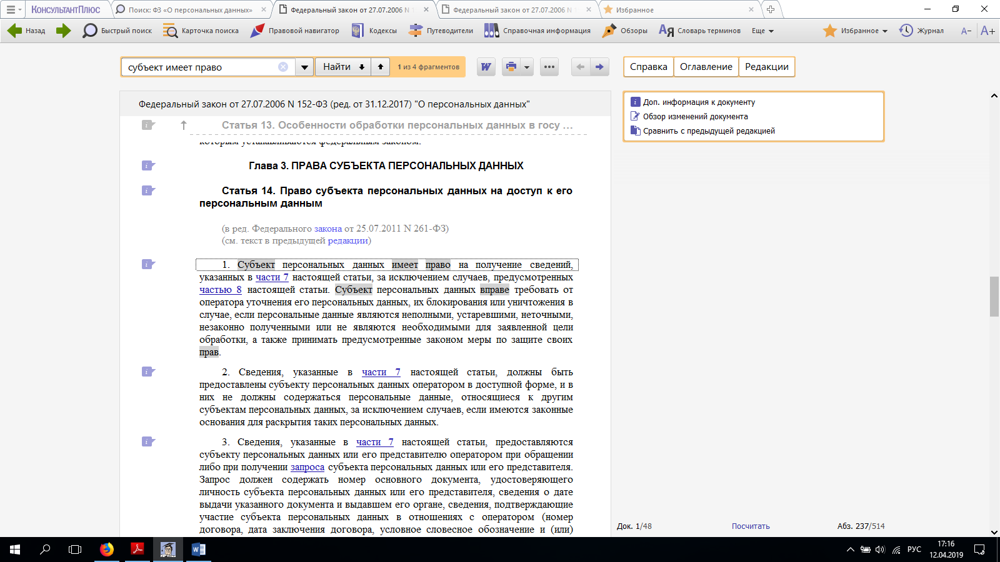 КОНСУЛЬТАНТПЛЮС
Поиск: ФЗ «О персональных данных»
Федеральный закон от 27.07.2006 N 1
Федеральный закон от 27.07.2006 N
Избранное
Назад
Быстрый поиск
Карточка поиска
Правовой навигатор
Кодексы
Путеводители
Справочная информация
Обзоры
Словарь терминов
Еще
Избранное
Журнал
А−
А+
субъект имеет право
Найти
1 из 4 фрагментов
Справка
Оглавление
Редакции
Федеральный закон от 27.07.2006 N 152-ФЗ (ред. от 31.12.2017) "О персональных данных"
Доп. информация к документу
Обзор изменений документа
Сравнить с предыдущей редакцией
Статья 13. Особенности обработки персональных данных в госу ...
которым устанавливаются федеральным законом.
Глава 3. ПРАВА СУБЪЕКТА ПЕРСОНАЛЬНЫХ ДАННЫХ
Статья 14. Право субъекта персональных данных на доступ к его
персональным данным
(в ред. Федерального закона от 25.07.2011 N 261-ФЗ)
(см. текст в предыдущей редакции)
1. Субъект персональных данных имеет право на получение сведений,
указанных в части 7 настоящей статьи, за исключением случаев, предусмотренных
частью 8 настоящей статьи. Субъект персональных данных вправе требовать от
оператора уточнения его персональных данных, их блокирования или уничтожения в
случае, если персональные данные являются неполными, устаревшими, неточными,
незаконно полученными или не являются необходимыми для заявленной цели
обработки, а также принимать предусмотренные законом меры по защите своих
прав.
2. Сведения, указанные в части 7 настоящей статьи, должны быть
предоставлены субъекту персональных данных оператором в доступной форме, и в
них не должны содержаться персональные данные, относящиеся к другим
субъектам персональных данных, за исключением случаев, если имеются законные
основания для раскрытия таких персональных данных.
3. Сведения, указанные в части 7 настоящей статьи, предоставляются
субъекту персональных данных или его представителю оператором при обращении
либо при получении запроса субъекта персональных данных или его представителя.
Запрос должен содержать номер основного документа, удостоверяющего
личность субъекта персональных данных или его представителя, сведения о дате
выдачи указанного документа и выдавшем его органе, сведения, подтверждающие
участие субъекта персональных данных в отношениях с оператором (номер
договора, дата заключения договора, условное словесное обозначение и (или)
Док. 1/48
Посчитать
Абз. 237/514
РУС
17:16
12.04.2019